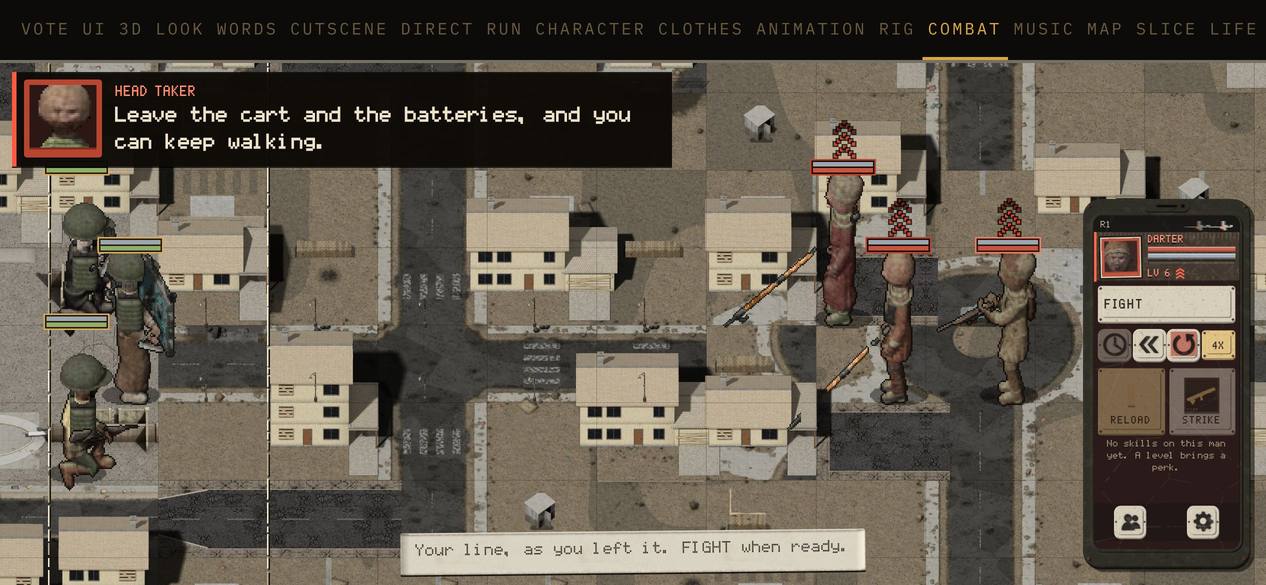 VOTE UI 3D LOOK WORDS CUTSCENE DIRECT RUN CHARACTER CLOTHES ANIMATION RIG COMBAT MUSIC MAP SLICE LIFE
HEAD TAKER
Leave the cart and the batteries, and you
can keep walking.
R1
DARTER
LV 6
FIGHT
4X
RELOAD
STRIKE
No skills on this man
yet. A level brings a
perk.
Your line, as you left it. FIGHT when ready.